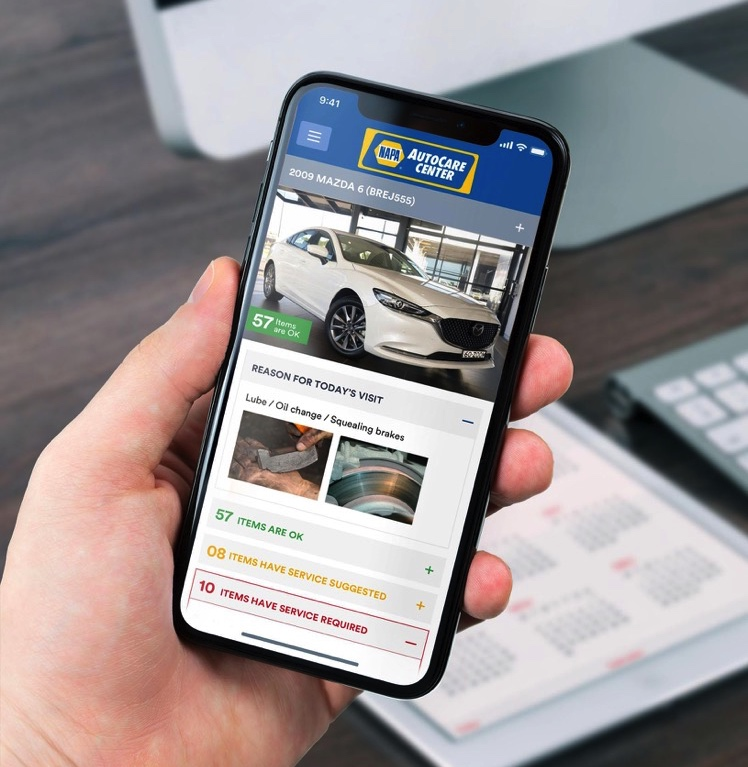 9:41
NAPA AUTOCARE
CENTER
2009 MAZDA 6 (BREJ555)
57 Items
are OK
REASON FOR TODAY'S VISIT
Lube / Oil change / Squealing brakes
57 ITEMS ARE OK
08 ITEMS HAVE SERVICE SUGGESTED
10 ITEMS HAVE SERVICE REQUIRED